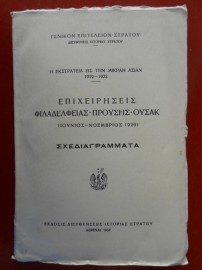 ΓΕΝΙΚΟΝ ΕΠΙΤΕΛΕΙΟΝ ΣΤΡΑΤΟΥ
ΔΙΕΥΘΥΝΣΙΣ ΙΣΤΟΡΙΑΣ ΣΤΡΑΤΟΥ
Η ΕΚΣΤΡΑΤΕΙΑ ΕΙΣ ΤΗΝ ΜΙΚΡΑΝ ΑΣΙΑΝ
1919-1922
ΕΠΙΧΕΙΡΗΣΕΙΣ
ΦΙΛΑΔΕΛΦΕΙΑΣ-ΠΡΟΥΣΗΣ-ΟΥΣΑΚ
(ΙΟΥΝΙΟΣ-ΝΟΕΜΒΡΙΟΣ 1920)
ΣΧΕΔΙΑΓΡΑΜΜΑΤΑ
ΕΚΔΟΣΙΣ ΔΙΕΥΘΥΝΣΕΩΣ ΙΣΤΟΡΙΑΣ ΣΤΡΑΤΟΥ
ΑΘΗΝΑΙ